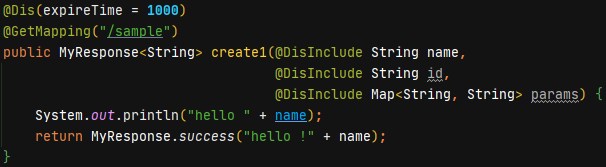 @Dis(expireTime = 1000)
@GetMapping("/sample")
public MyResponse<String> create1(@DisInclude String name,
@DisInclude String id,
@DisInclude Map<String, String> params) {
System.out.println("hello " + name);
return MyResponse.success("hello !" + name);
}